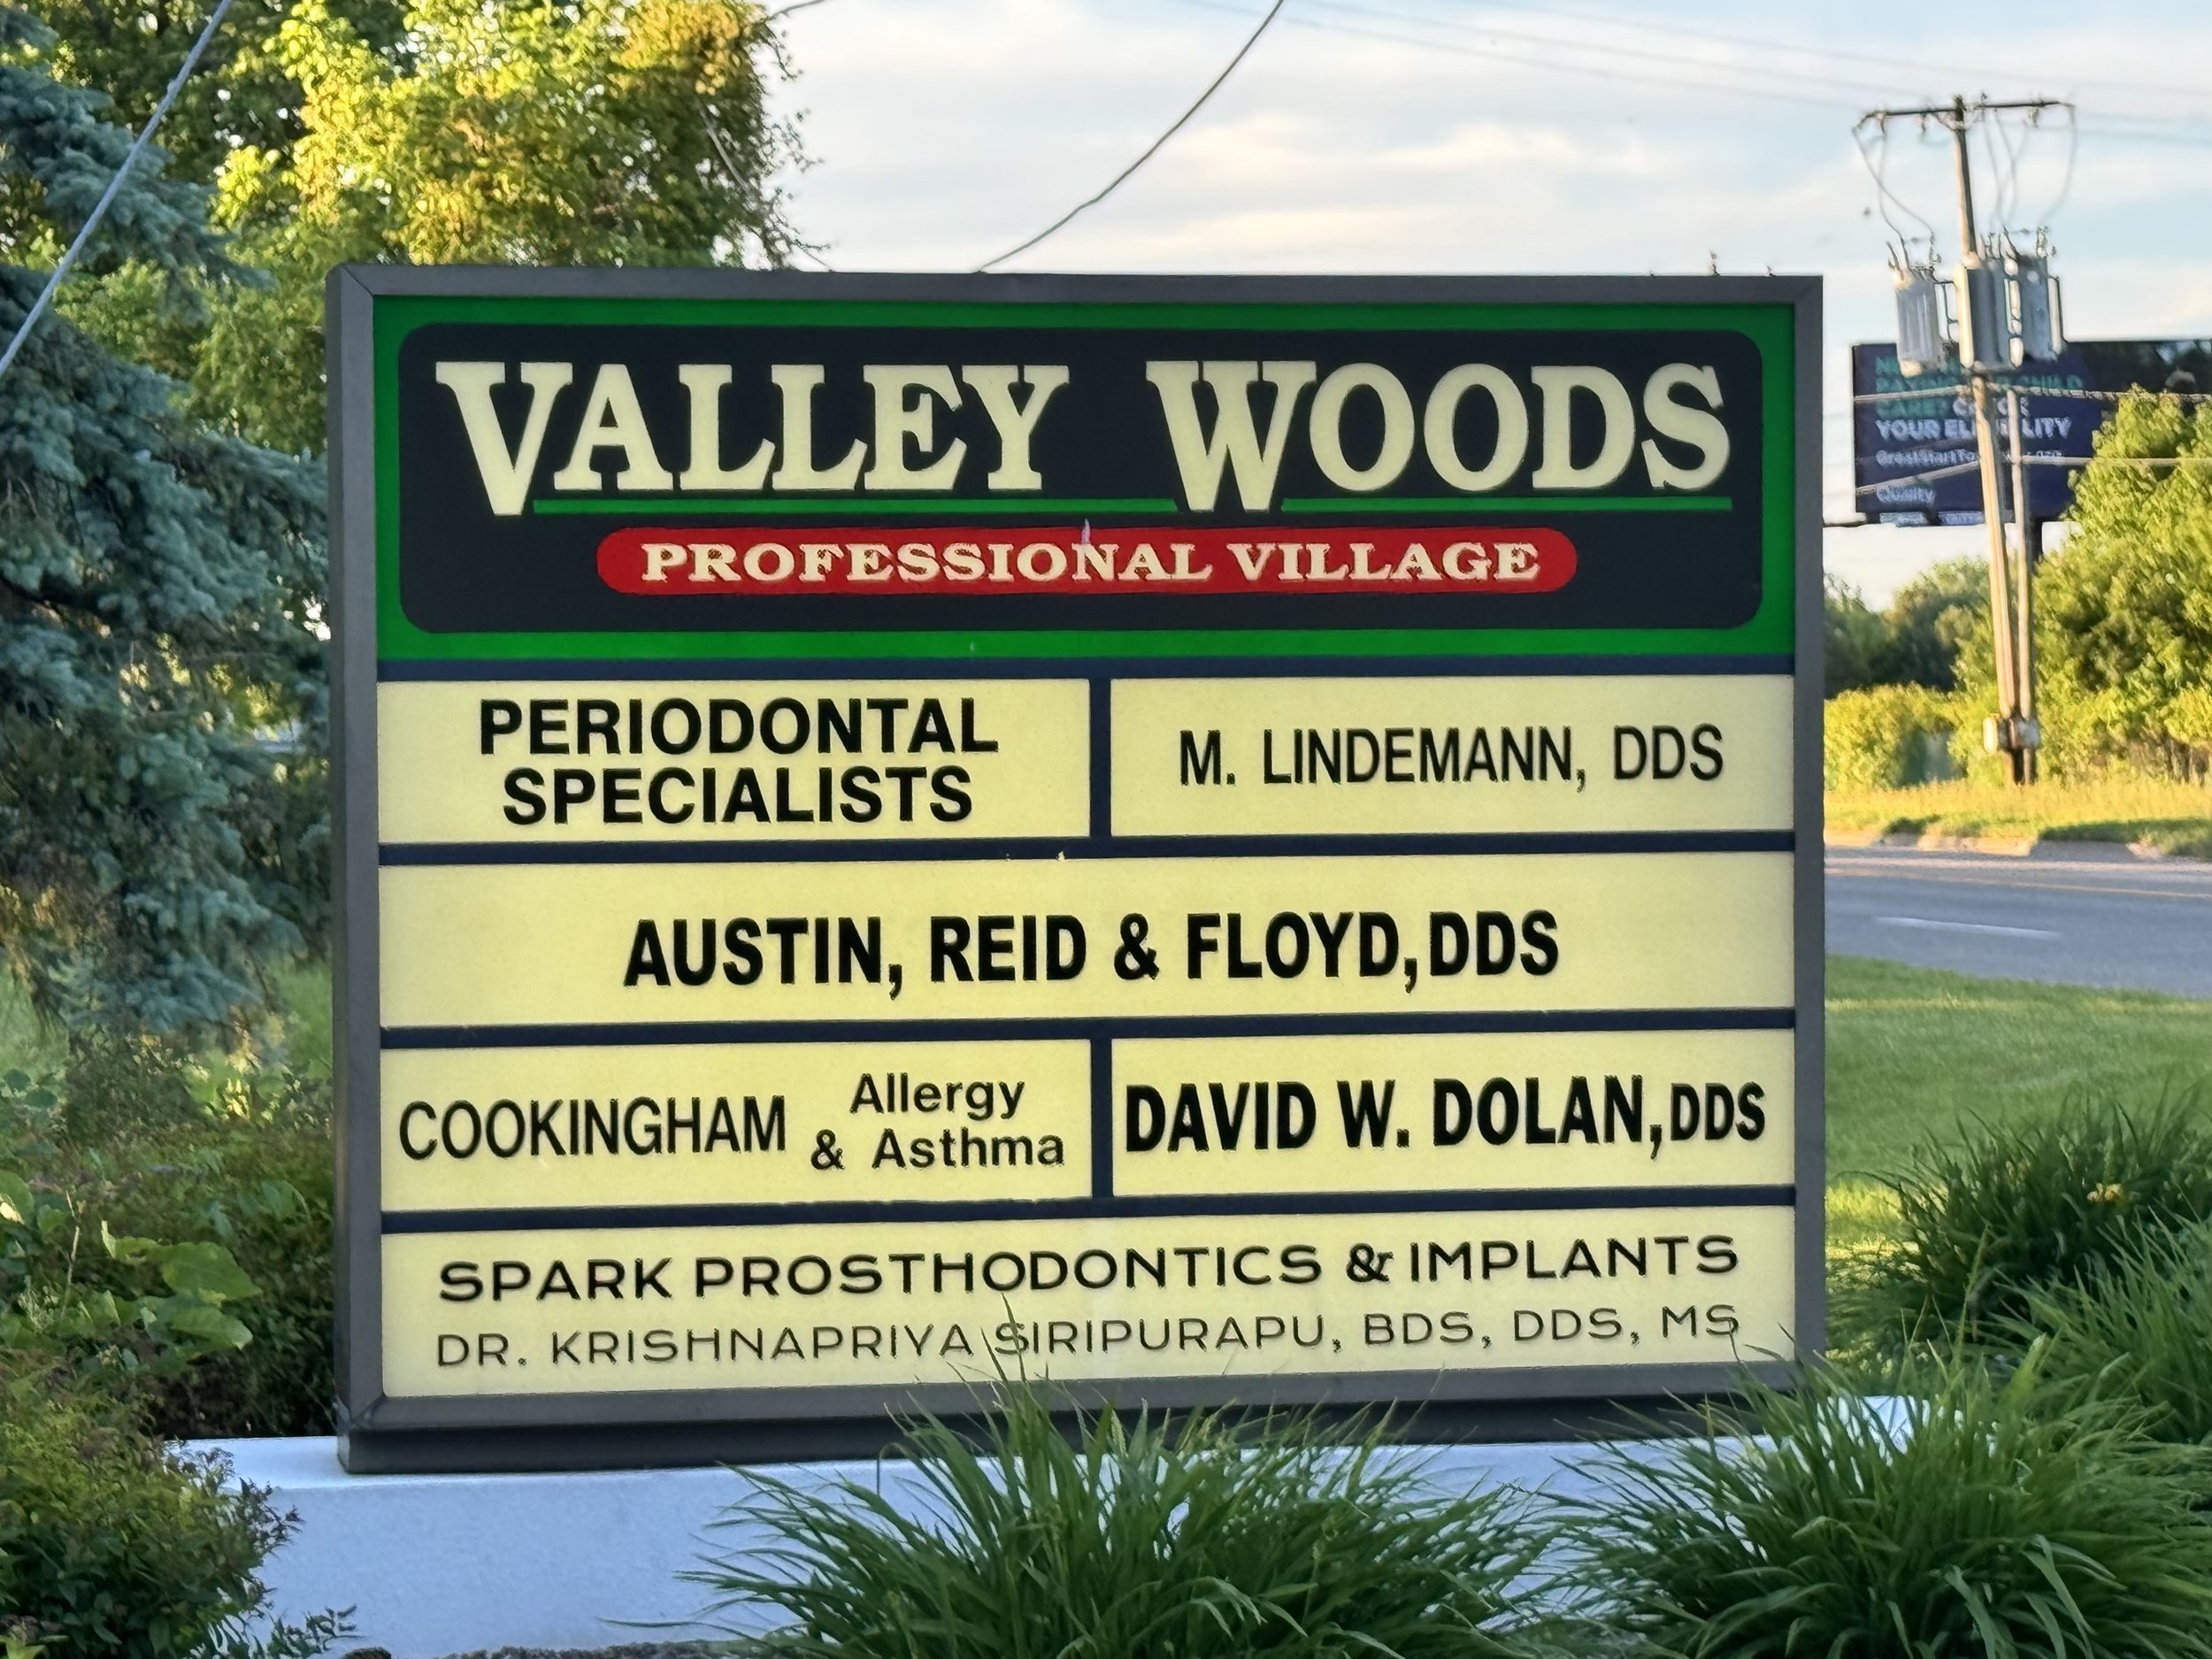 VALLEY WOODS
PROFESSIONAL VILLAGE
PERIODONTAL
SPECIALISTS
M. LINDEMANN, DDS
AUSTIN, REID & FLOYD, DDS
COOKINGHAM Allergy
& Asthma
DAVID W. DOLAN, DDS
SPARK PROSTHODONTICS & IMPLANTS
DR. KRISHNAPRIYA SIRIPURAPU, BDS, DDS, MS
YOUR
Quality